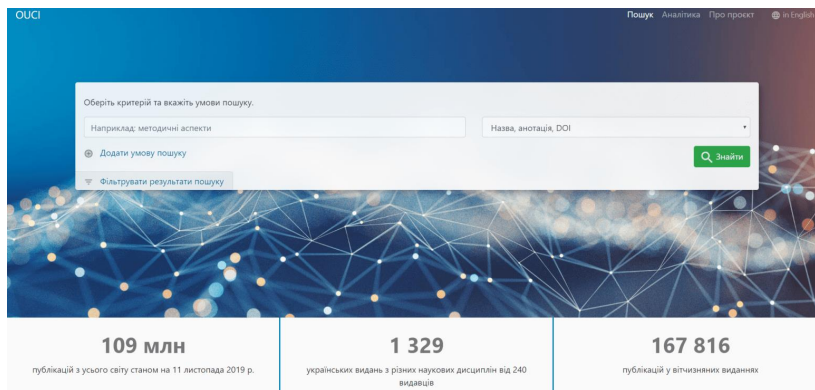 OUCI
Пошук Аналітика Про проєкт in English
Оберіть критерій та вкажіть умови пошуку.
Наприклад: методичні аспекти
Назва, анотація, DOI
Додати умову пошуку
Знайти
Фільтрувати результати пошуку
109 млн
публікацій з усього світу станом на 11 листопада 2019 р.
1 329
українських видань з різних наукових дисциплін від 240
видавців
167 816
публікацій у вітчизняних виданнях